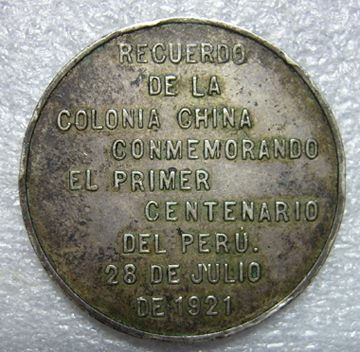 RECUERDO
DE LA
COLONIA CHINA
CONMEMORANDO
EL PRIMER
CENTENARIO
DEL PERÚ.
28 DE JULIO
DE 1921